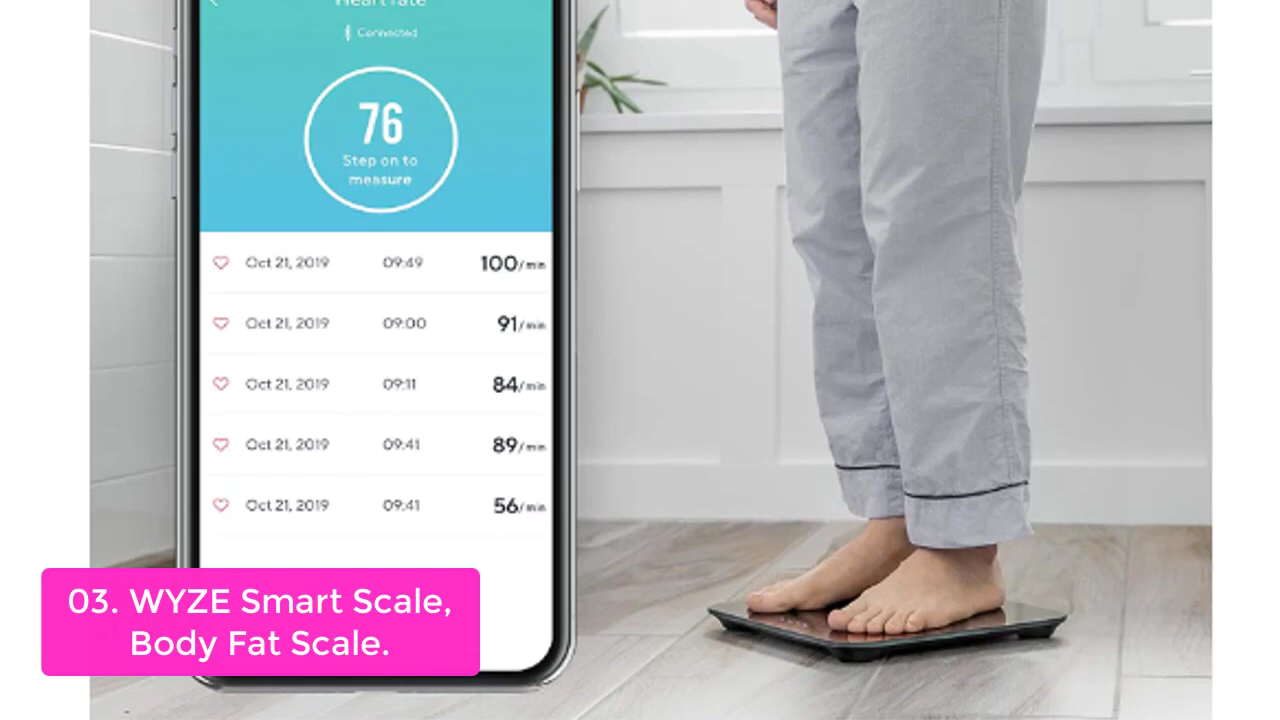 Heart rate
Connected
76
Step on to
measure
Oct 21, 2019 09:49 100/min
Oct 21, 2019 09:00 91/min
Oct 21, 2019 09:11 84/min
Oct 21, 2019 09:41 89/min
Oct 21, 2019 09:41 56/min
03. WYZE Smart Scale,
Body Fat Scale.